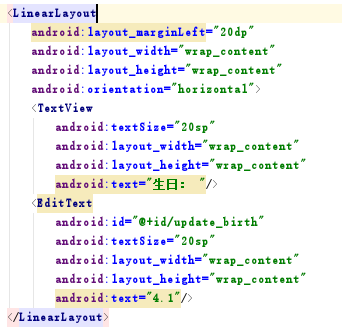 <LinearLayout
android:layout_marginLeft="20dp"
android:layout_width="wrap_content"
android:layout_height="wrap_content"
android:orientation="horizontal">
<TextView
android:textSize="20sp"
android:layout_width="wrap_content"
android:layout_height="wrap_content"
android:text="生日： "/>
<EditText
android:id="@+id/update_birth"
android:textSize="20sp"
android:layout_width="wrap_content"
android:layout_height="wrap_content"
android:text="4.1"/>
</LinearLayout>